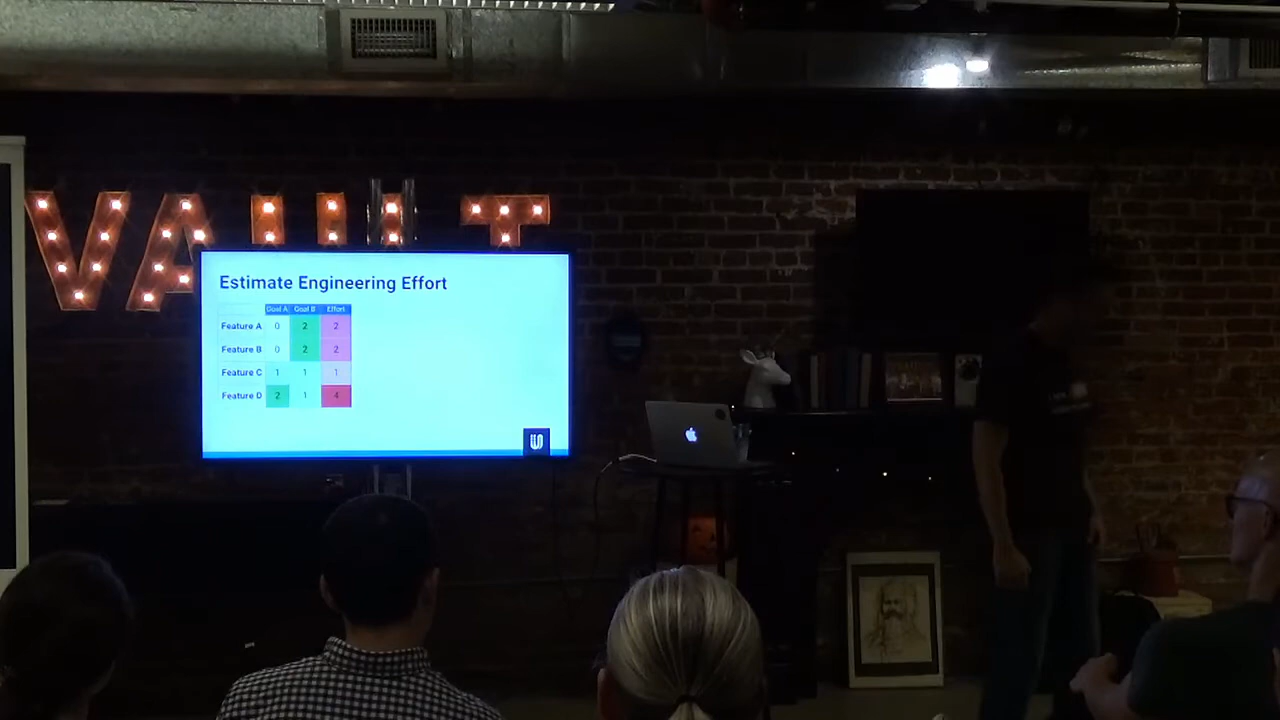 VAULT
Estimate Engineering Effort
Goal A Goal B Effort
Feature A 0 2 2
Feature B 0 2 2
Feature C 1 1 1
Feature D 2 1 4